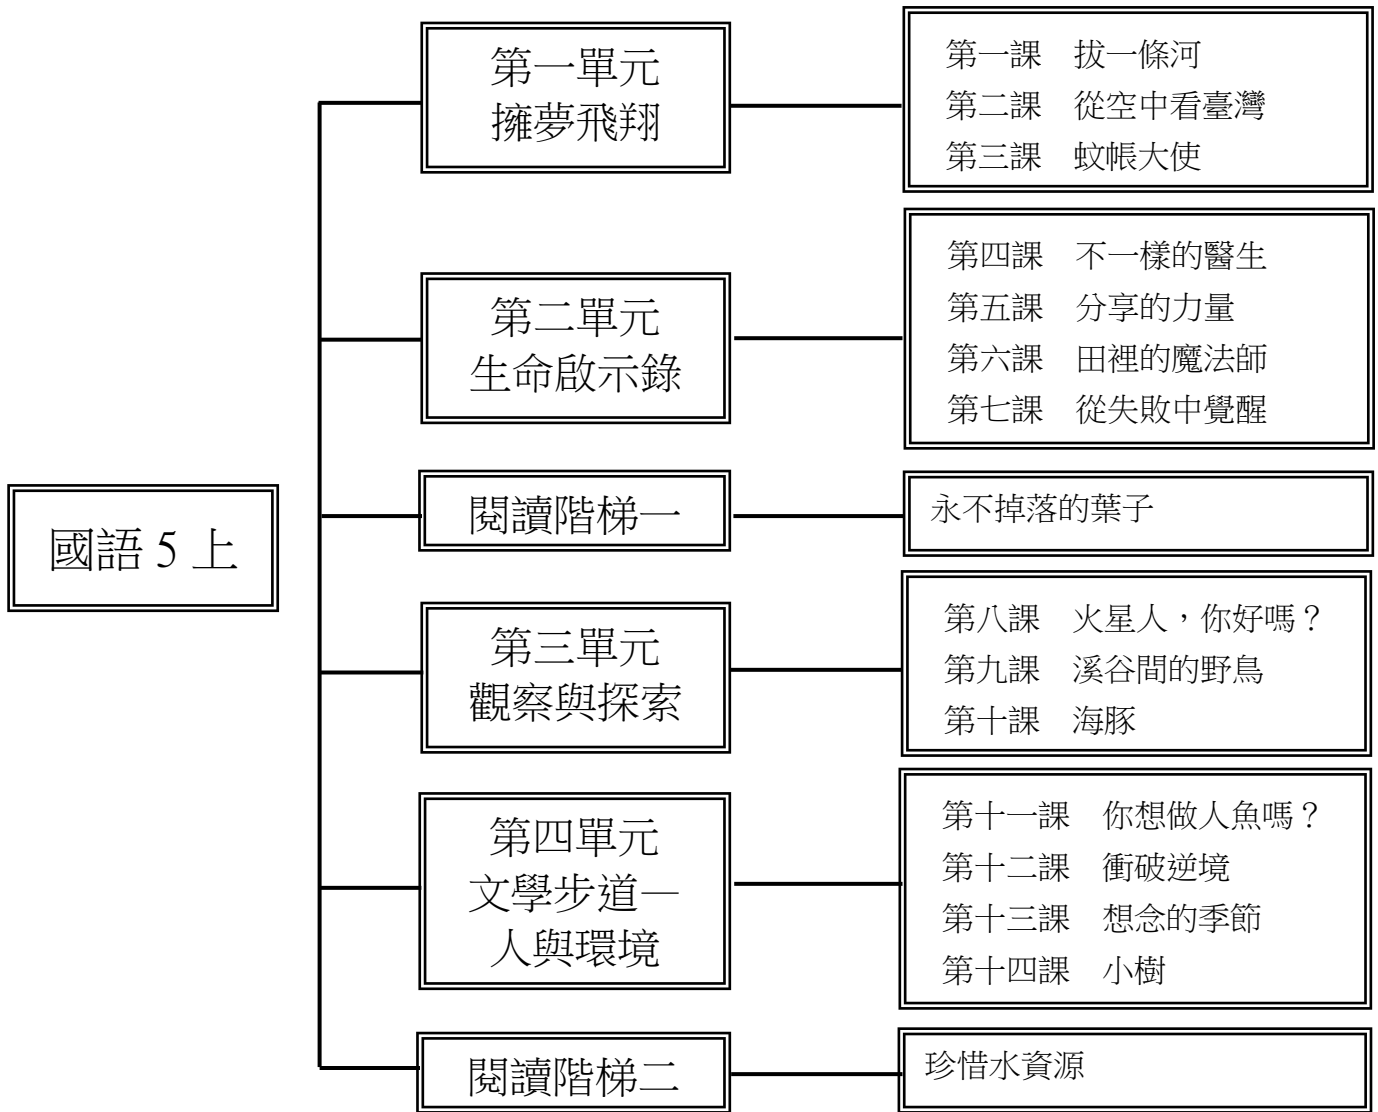 國語 5 上
第一單元
擁夢飛翔
第一課　拔一條河
第二課　從空中看臺灣
第三課　蚊帳大使
第二單元
生命啟示錄
第四課　不一樣的醫生
第五課　分享的力量
第六課　田裡的魔法師
第七課　從失敗中覺醒
閱讀階梯一
永不掉落的葉子
第三單元
觀察與探索
第八課　火星人，你好嗎？
第九課　溪谷間的野鳥
第十課　海豚
第四單元
文學步道—
人與環境
第十一課　你想做人魚嗎？
第十二課　衝破逆境
第十三課　想念的季節
第十四課　小樹
閱讀階梯二
珍惜水資源